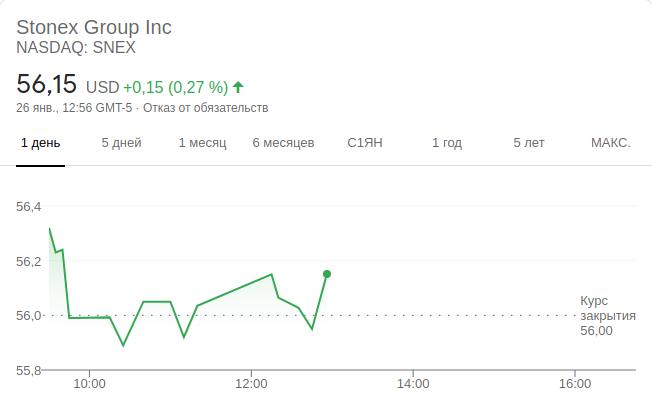 Stonex Group Inc
NASDAQ: SNEX
56,15 USD +0,15 (0,27 %)
26 янв., 12:56 GMT-5 · Отказ от обязательств
1 день 5 дней 1 месяц 6 месяцев С1ЯН 1 год 5 лет МАКС.
56,4
56,2
56,0
55,8
Курс
закрытия
56,00
10:00 12:00 14:00 16:00